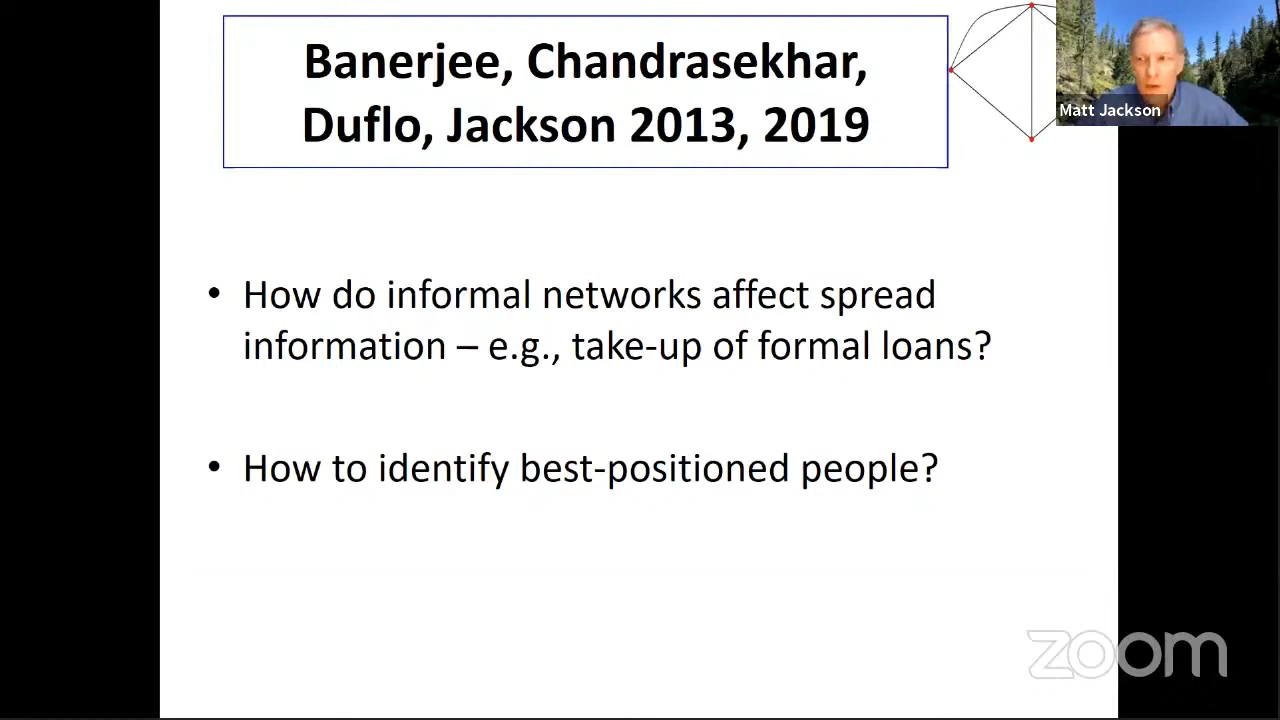 Banerjee, Chandrasekhar,
Duflo, Jackson 2013, 2019
Matt Jackson
• How do informal networks affect spread
information – e.g., take-up of formal loans?
• How to identify best-positioned people?
zoom